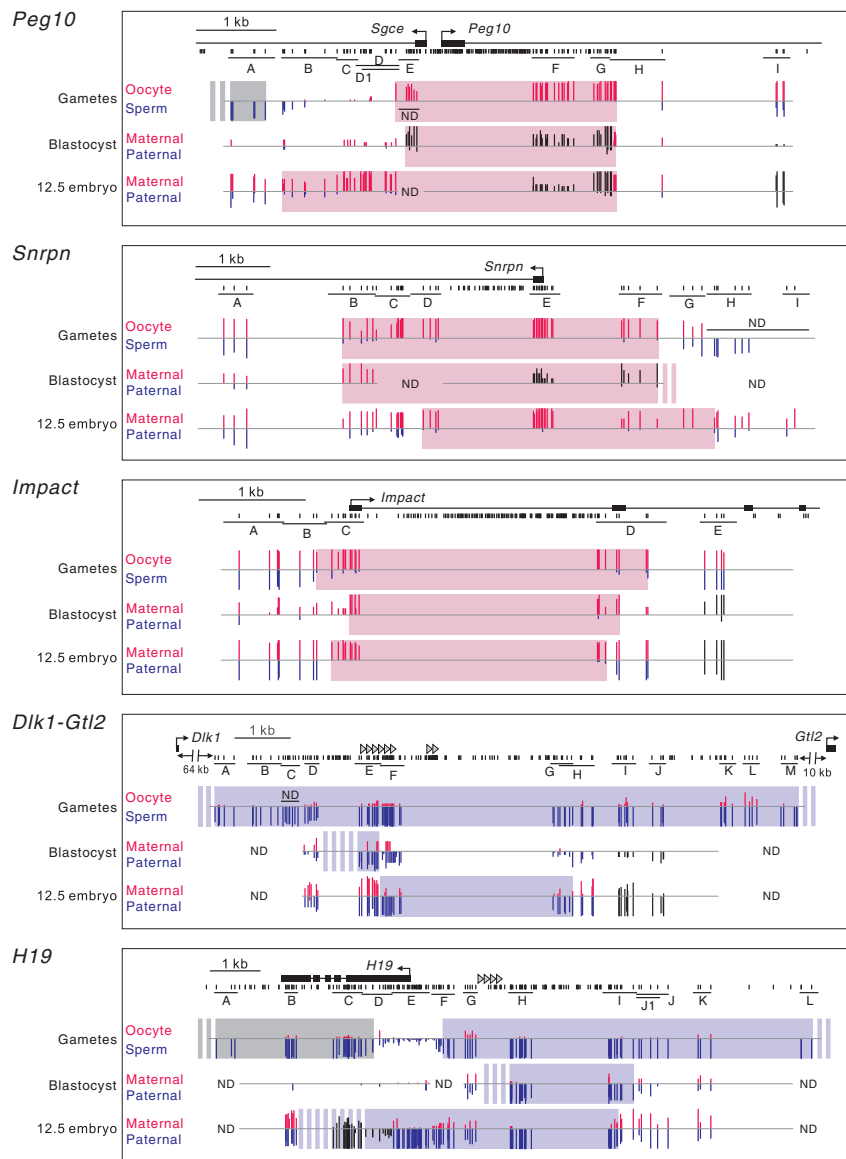 Peg10
1 kb
Sgce
Peg10
A B C D D1 E F G H I
Gametes
Oocyte
Sperm
ND
Blastocyst
Maternal
Paternal
12.5 embryo
Maternal
Paternal
ND
Snrpn
1 kb
Snrpn
A B C D E F G H I
Gametes
Oocyte
Sperm
ND
Blastocyst
Maternal
Paternal
ND
ND
12.5 embryo
Maternal
Paternal
Impact
1 kb
Impact
A B C D E
Gametes
Oocyte
Sperm
Blastocyst
Maternal
Paternal
12.5 embryo
Maternal
Paternal
Dlk1-Gtl2
Dlk1
1 kb
Gtl2
64 kb
10 kb
A B C D E F G H I J K L M
Gametes
Oocyte
Sperm
ND
Blastocyst
Maternal
Paternal
ND
ND
12.5 embryo
Maternal
Paternal
ND
ND
H19
1 kb
H19
A B C D E F G H I J1 J K L
Gametes
Oocyte
Sperm
Blastocyst
Maternal
Paternal
ND
ND
ND
12.5 embryo
Maternal
Paternal
ND
ND